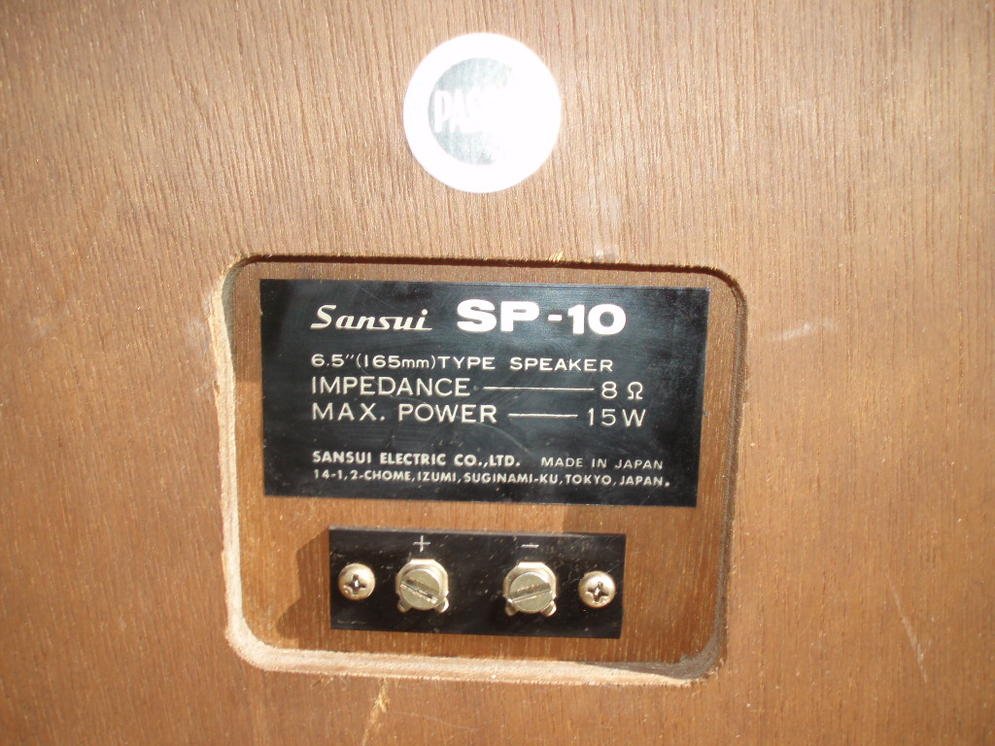 Sansui SP-10
6.5"(165mm)TYPE SPEAKER
IMPEDANCE 8 Ω
MAX. POWER 15W
SANSUI ELECTRIC CO.,LTD. MADE IN JAPAN
14-1, 2-CHOME, IZUMI, SUGINAMI-KU, TOKYO, JAPAN.
+ −